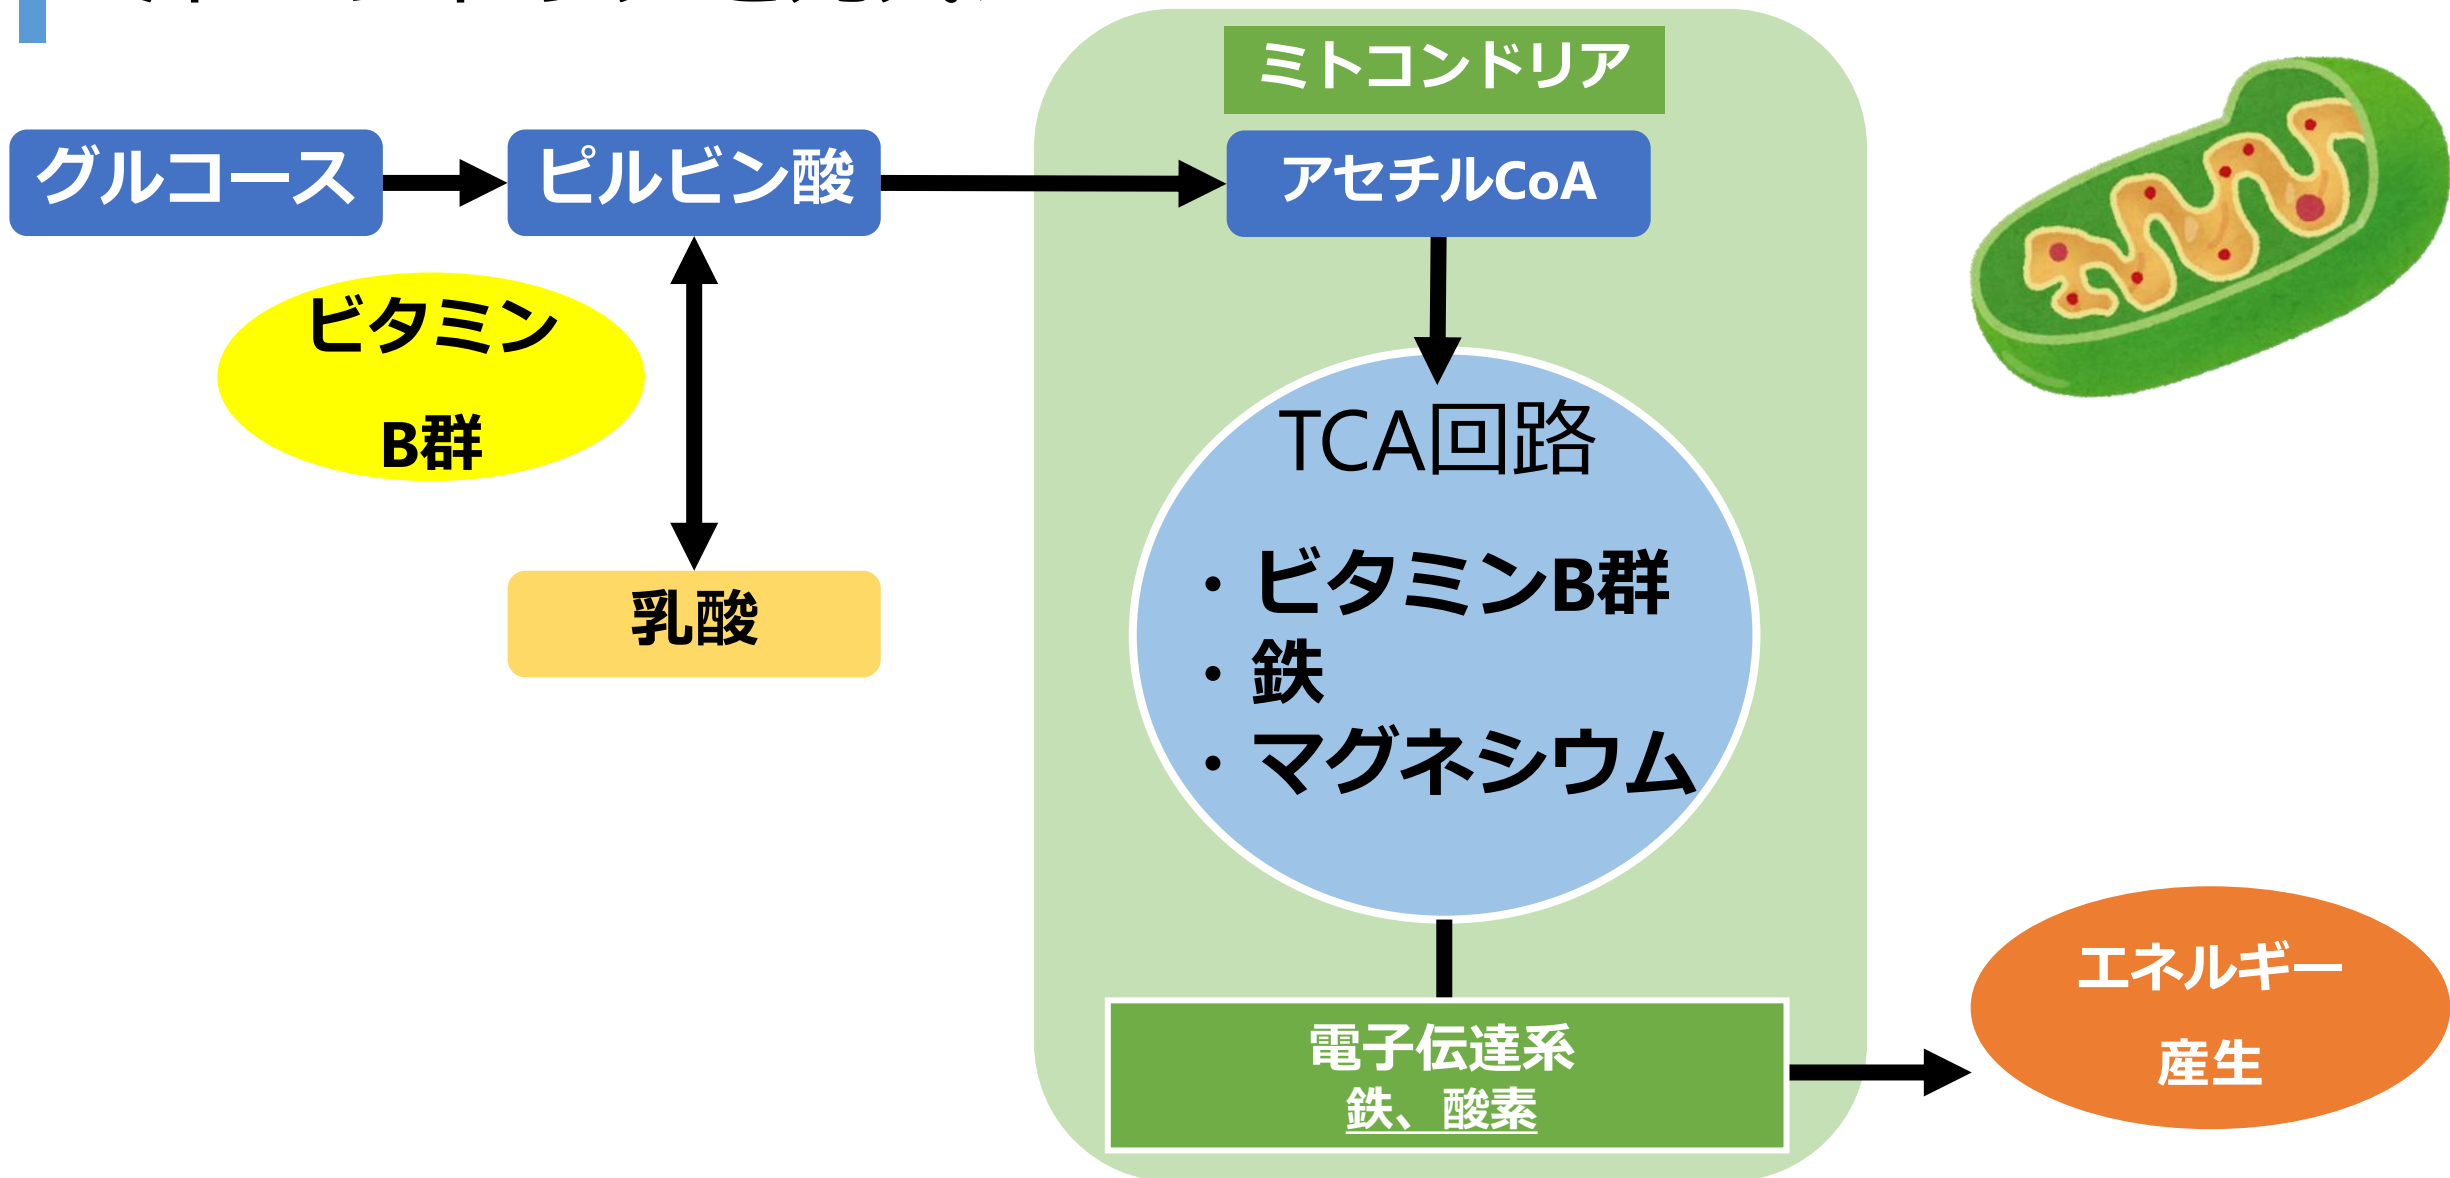 ミトコンドリア
グルコース
ピルビン酸
アセチルCoA
ビタミン
B群
乳酸
TCA回路
・ビタミンB群
・鉄
・マグネシウム
電子伝達系
鉄、酸素
エネルギー
産生